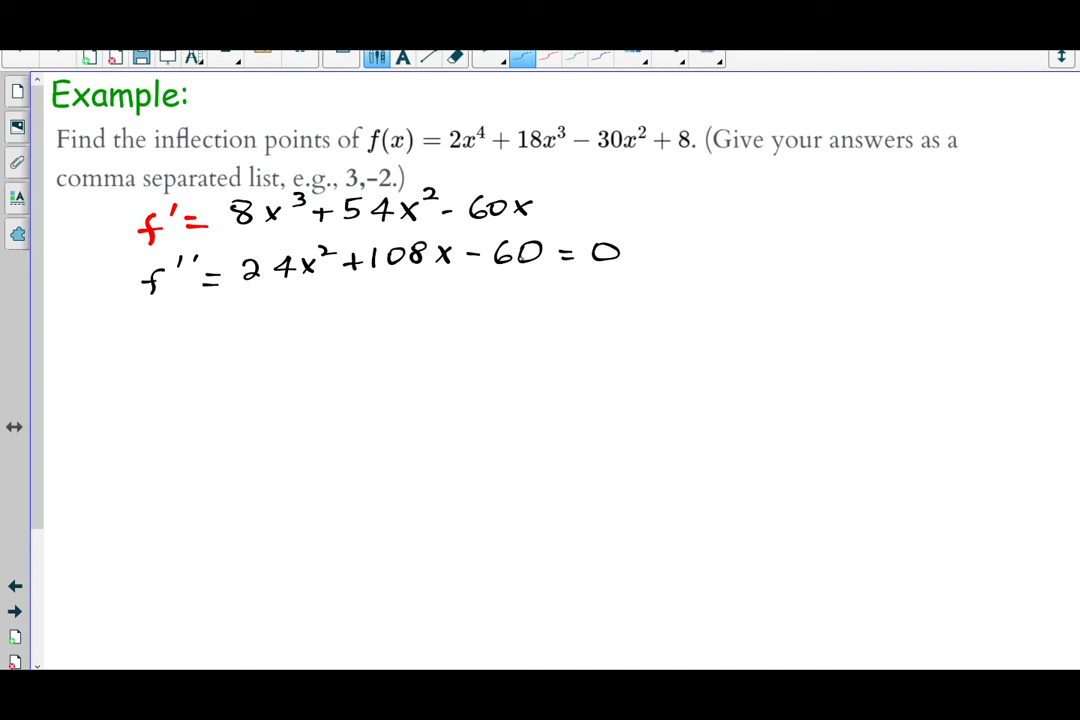 Example:
Find the inflection points of f(x) = 2x⁴ + 18x³ − 30x² + 8. (Give your answers as a
comma separated list, e.g., 3,-2.)
f' = 8x³ + 54x² - 60x
f'' = 24x² + 108x - 60 = 0